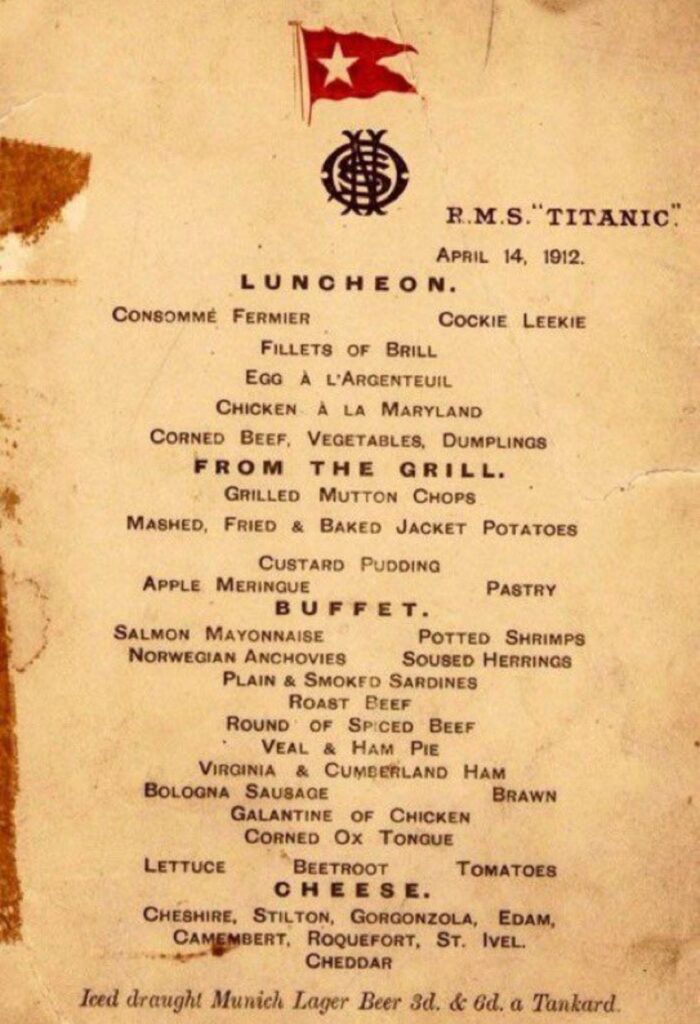 R.M.S. "TITANIC."
APRIL 14, 1912.
LUNCHEON.
CONSOMMÉ FERMIER COCKIE LEEKIE
FILLETS OF BRILL
EGG À L'ARGENTEUIL
CHICKEN À LA MARYLAND
CORNED BEEF, VEGETABLES, DUMPLINGS
FROM THE GRILL.
GRILLED MUTTON CHOPS
MASHED, FRIED & BAKED JACKET POTATOES
CUSTARD PUDDING
APPLE MERINGUE PASTRY
BUFFET.
SALMON MAYONNAISE POTTED SHRIMPS
NORWEGIAN ANCHOVIES SOUSED HERRINGS
PLAIN & SMOKED SARDINES
ROAST BEEF
ROUND OF SPICED BEEF
VEAL & HAM PIE
VIRGINIA & CUMBERLAND HAM
BOLOGNA SAUSAGE BRAWN
GALANTINE OF CHICKEN
CORNED OX TONGUE
LETTUCE BEETROOT TOMATOES
CHEESE.
CHESHIRE, STILTON, GORGONZOLA, EDAM,
CAMEMBERT, ROQUEFORT, ST. IVEL.
CHEDDAR
Iced draught Munich Lager Beer 3d. & 6d. a Tankard.